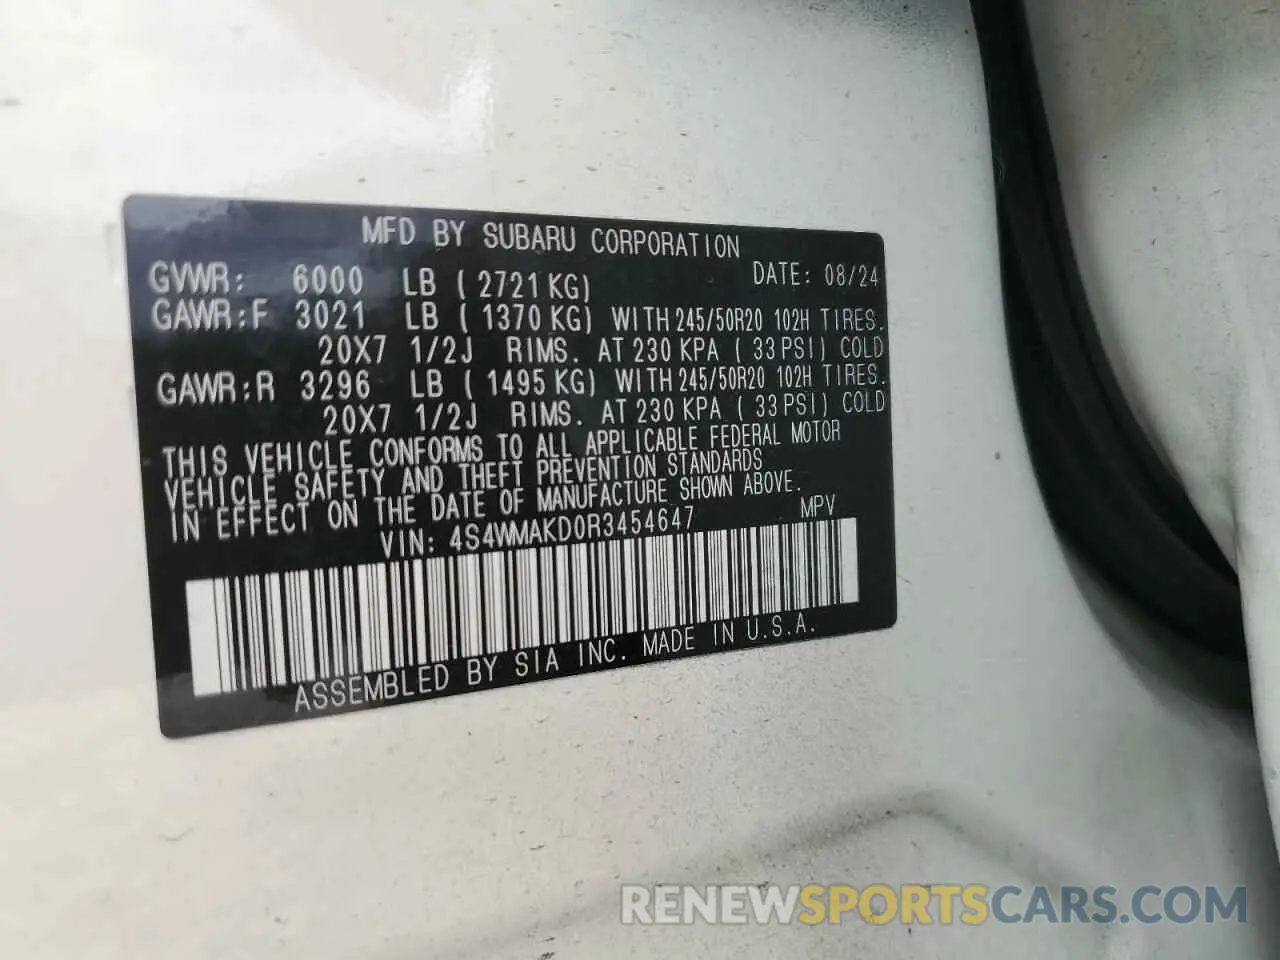 MFD BY SUBARU CORPORATION
GVWR: 6000 LB ( 2721 KG) DATE: 08/24
GAWR:F 3021 LB ( 1370 KG) WITH 245/50R20 102H TIRES.
20X7 1/2J RIMS. AT 230 KPA ( 33 PSI) COLD
GAWR:R 3296 LB ( 1495 KG) WITH 245/50R20 102H TIRES.
20X7 1/2J RIMS. AT 230 KPA ( 33 PSI) COLD
THIS VEHICLE CONFORMS TO ALL APPLICABLE FEDERAL MOTOR
VEHICLE SAFETY AND THEFT PREVENTION STANDARDS
IN EFFECT ON THE DATE OF MANUFACTURE SHOWN ABOVE.
VIN: 4S4WMAKD0R3454647 MPV
ASSEMBLED BY SIA INC. MADE IN U.S.A.
RENEWSPORTSCARS.COM